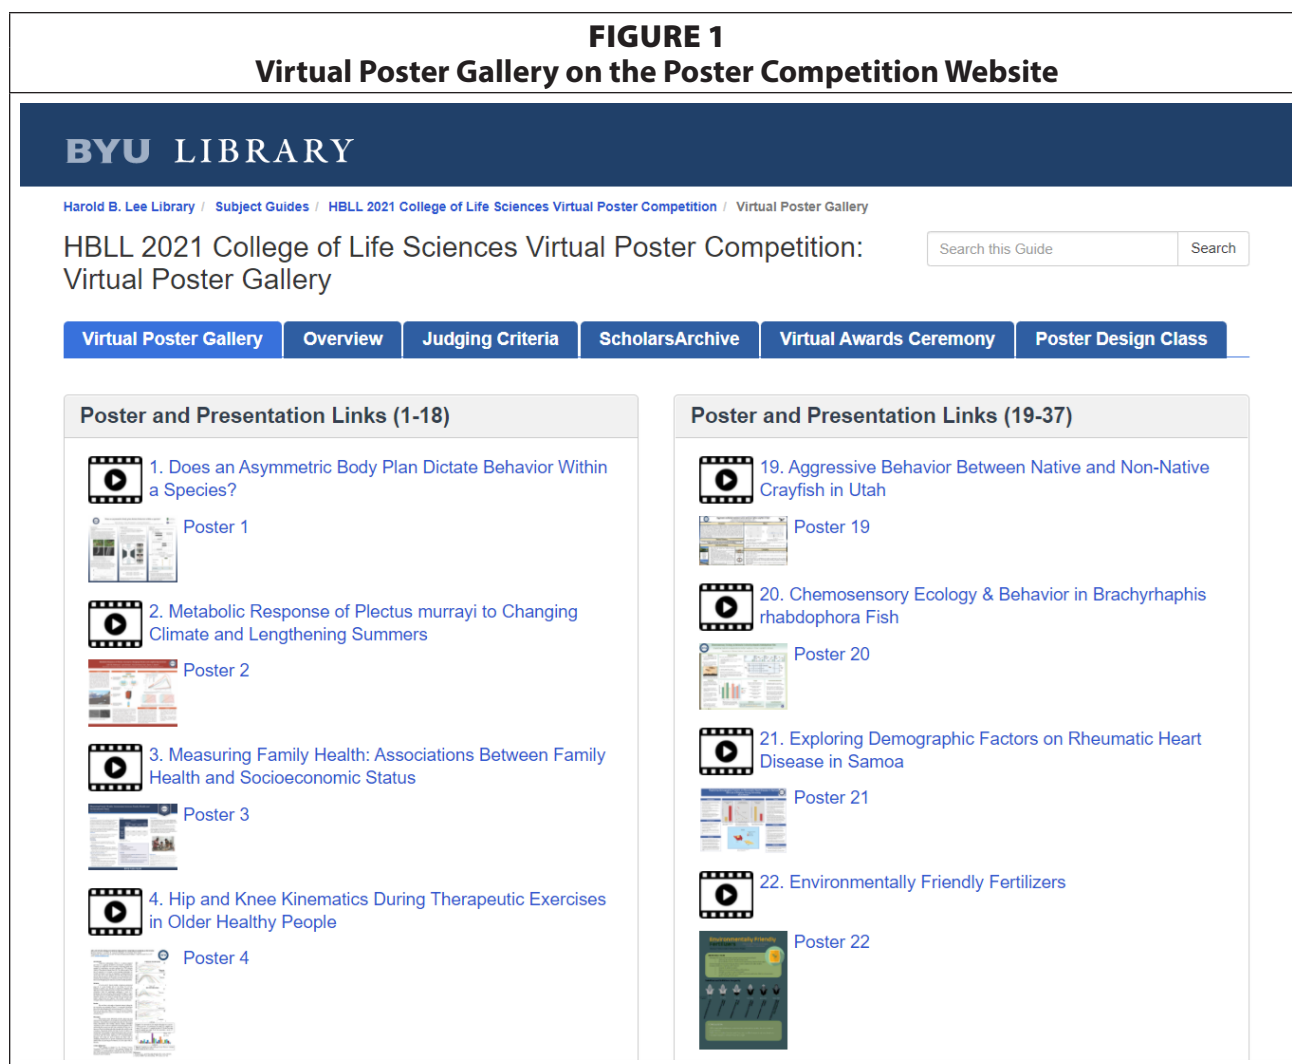 FIGURE 1
Virtual Poster Gallery on the Poster Competition Website
BYU LIBRARY
Harold B. Lee Library / Subject Guides / HBLL 2021 College of Life Sciences Virtual Poster Competition / Virtual Poster Gallery
HBLL 2021 College of Life Sciences Virtual Poster Competition:
Virtual Poster Gallery
Search this Guide
Search
Virtual Poster Gallery
Overview
Judging Criteria
ScholarsArchive
Virtual Awards Ceremony
Poster Design Class
Poster and Presentation Links (1-18)
1. Does an Asymmetric Body Plan Dictate Behavior Within
a Species?
Poster 1
2. Metabolic Response of Plectus murrayi to Changing
Climate and Lengthening Summers
Poster 2
3. Measuring Family Health: Associations Between Family
Health and Socioeconomic Status
Poster 3
4. Hip and Knee Kinematics During Therapeutic Exercises
in Older Healthy People
Poster 4
Poster and Presentation Links (19-37)
19. Aggressive Behavior Between Native and Non-Native
Crayfish in Utah
Poster 19
20. Chemosensory Ecology & Behavior in Brachyrhaphis
rhabdophora Fish
Poster 20
21. Exploring Demographic Factors on Rheumatic Heart
Disease in Samoa
Poster 21
22. Environmentally Friendly Fertilizers
Environmentally Friendly
Poster 22